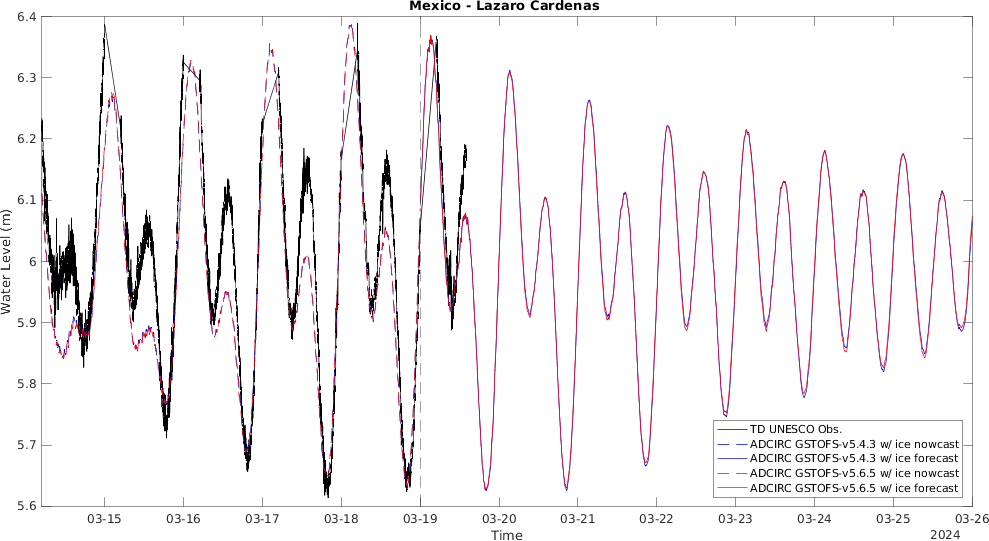 Mexico - Lazaro Cardenas
Water Level (m)
6.4
6.3
6.2
6.1
6
5.9
5.8
5.7
5.6
TD UNESCO Obs.
ADCIRC GSTOFS-v5.4.3 w/ ice nowcast
ADCIRC GSTOFS-v5.4.3 w/ ice forecast
ADCIRC GSTOFS-v5.6.5 w/ ice nowcast
ADCIRC GSTOFS-v5.6.5 w/ ice forecast
03-15 03-16 03-17 03-18 03-19 03-20 03-21 03-22 03-23 03-24 03-25 03-26
Time
2024